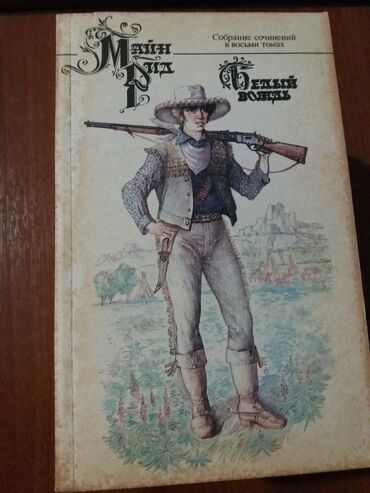 Майн
Рид
Собрание сочинений
в восьми томах
Белый
вождь